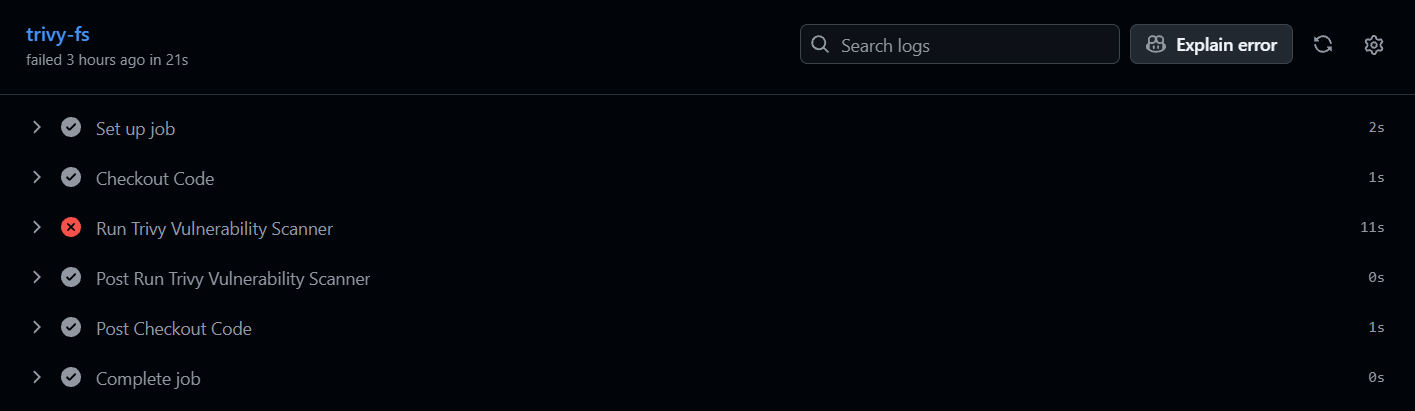 trivy-fs
failed 3 hours ago in 21s
Search logs
Explain error
Set up job 2s
Checkout Code 1s
Run Trivy Vulnerability Scanner 11s
Post Run Trivy Vulnerability Scanner 0s
Post Checkout Code 1s
Complete job 0s